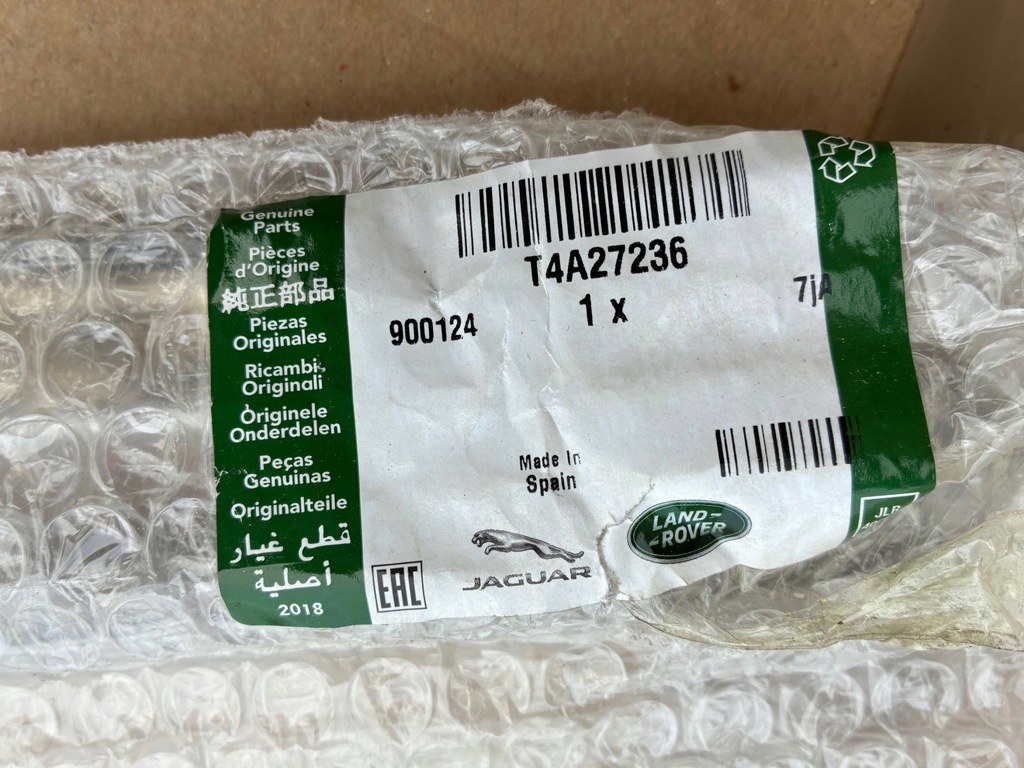 Genuine
Parts
Pièces
d'Origine
純正部品
Piezas
Originales
Ricambi
Originali
Originele
Onderdelen
Peças
Genuinas
Originalteile
قطع غيار
أصلية
2018
T4A27236
1 x
900124
7jA
Made In
Spain
EAC
JAGUAR
LAND-
-ROVER
JLR